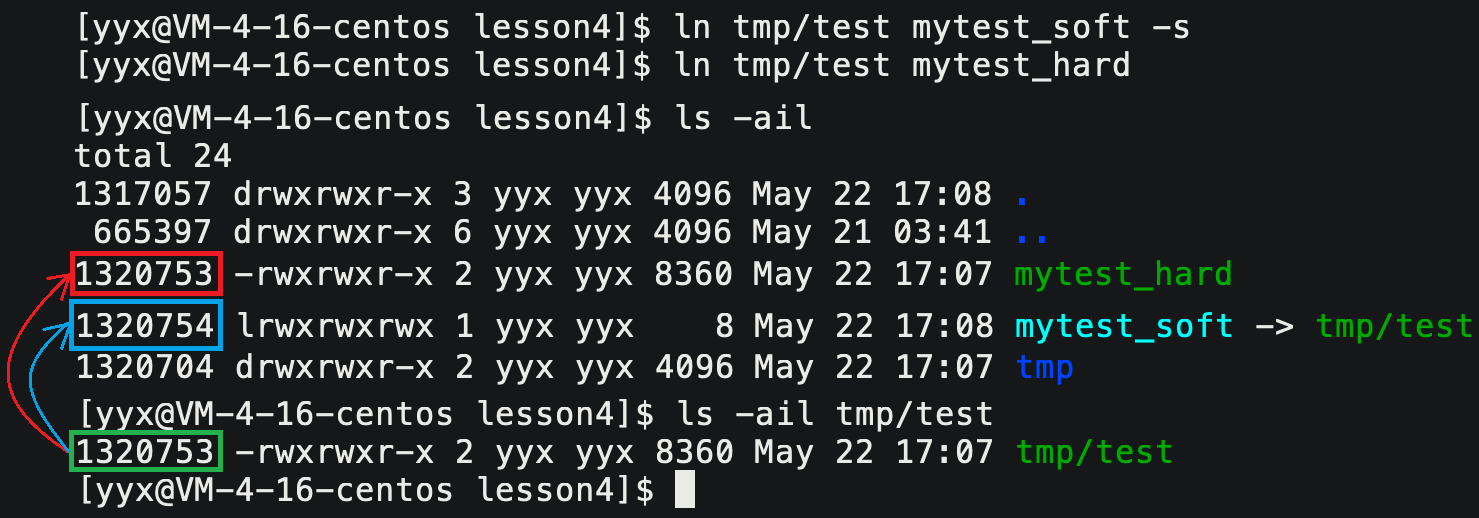 [yyx@VM-4-16-centos lesson4]$ ln tmp/test mytest_soft -s
[yyx@VM-4-16-centos lesson4]$ ln tmp/test mytest_hard
[yyx@VM-4-16-centos lesson4]$ ls -ail
total 24
1317057 drwxrwxr-x 3 yyx yyx 4096 May 22 17:08 .
 665397 drwxrwxr-x 6 yyx yyx 4096 May 21 03:41 ..
1320753 -rwxrwxr-x 2 yyx yyx 8360 May 22 17:07 mytest_hard
1320754 lrwxrwxrwx 1 yyx yyx    8 May 22 17:08 mytest_soft -> tmp/test
1320704 drwxrwxr-x 2 yyx yyx 4096 May 22 17:07 tmp
[yyx@VM-4-16-centos lesson4]$ ls -ail tmp/test
1320753 -rwxrwxr-x 2 yyx yyx 8360 May 22 17:07 tmp/test
[yyx@VM-4-16-centos lesson4]$